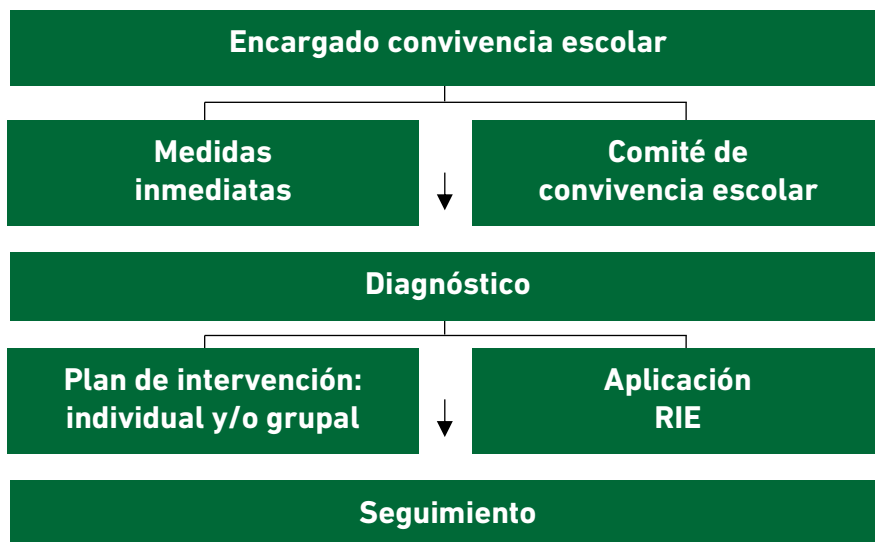 Encargado convivencia escolar
Medidas
inmediatas
Comité de
convivencia escolar
Diagnóstico
Plan de intervención:
individual y/o grupal
Aplicación
RIE
Seguimiento